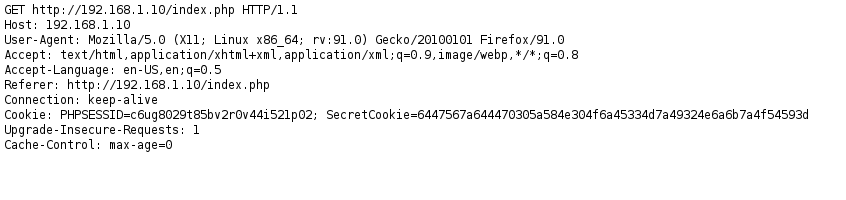 GET http://192.168.1.10/index.php HTTP/1.1
Host: 192.168.1.10
User-Agent: Mozilla/5.0 (X11; Linux x86_64; rv:91.0) Gecko/20100101 Firefox/91.0
Accept: text/html,application/xhtml+xml,application/xml;q=0.9,image/webp,*/*;q=0.8
Accept-Language: en-US,en;q=0.5
Referer: http://192.168.1.10/index.php
Connection: keep-alive
Cookie: PHPSESSID=c6ug8029t85bv2r0v44i521p02; SecretCookie=6447567a644470305a584e304f6a45334d7a49324e6a6b7a4f54593d
Upgrade-Insecure-Requests: 1
Cache-Control: max-age=0